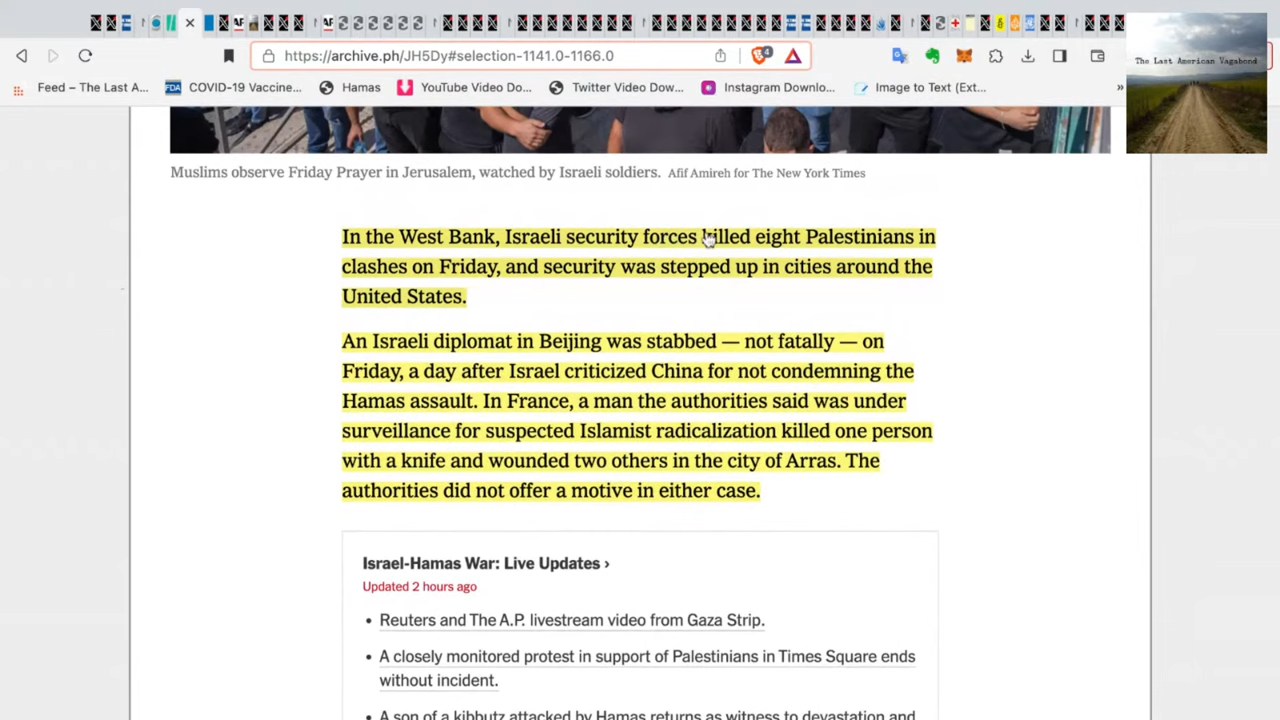 https://archive.ph/JH5Dy#selection-1141.0-1166.0
4
The Last American Vagabond
Feed – The Last A...
FDA
COVID-19 Vaccine...
Hamas
YouTube Video Do...
Twitter Video Dow...
Instagram Downlo...
Image to Text (Ext...
»
Muslims observe Friday Prayer in Jerusalem, watched by Israeli soldiers. Afif Amireh for The New York Times
In the West Bank, Israeli security forces killed eight Palestinians in
clashes on Friday, and security was stepped up in cities around the
United States.
An Israeli diplomat in Beijing was stabbed — not fatally — on
Friday, a day after Israel criticized China for not condemning the
Hamas assault. In France, a man the authorities said was under
surveillance for suspected Islamist radicalization killed one person
with a knife and wounded two others in the city of Arras. The
authorities did not offer a motive in either case.
Israel-Hamas War: Live Updates ›
Updated 2 hours ago
• Reuters and The A.P. livestream video from Gaza Strip.
• A closely monitored protest in support of Palestinians in Times Square ends
without incident.
• A son of a kibbutz attacked by Hamas returns as witness to devastation and